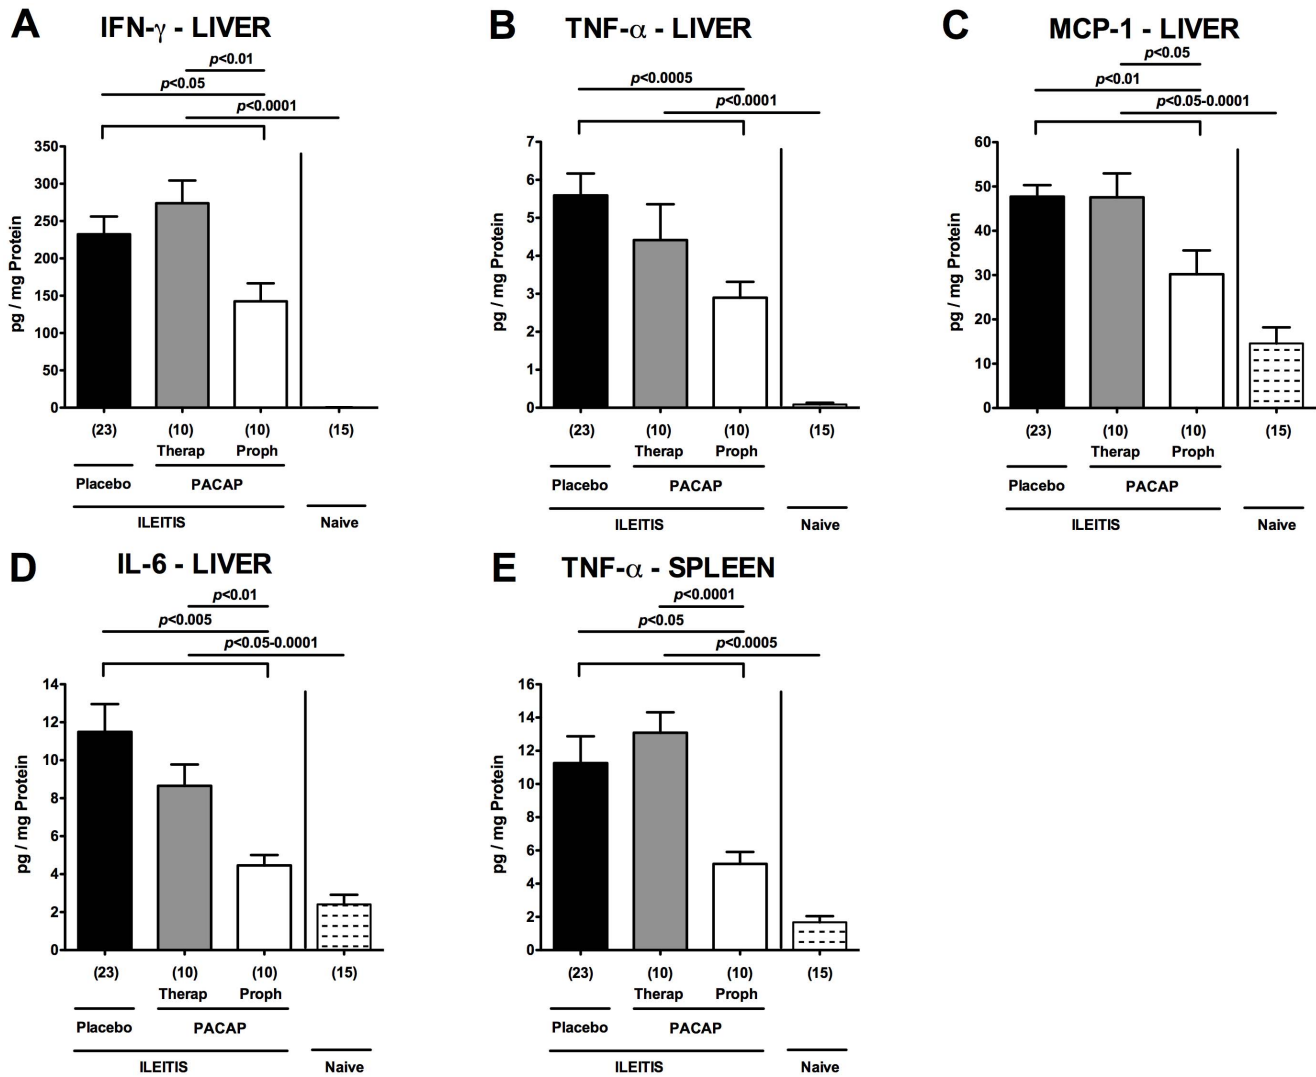 A
IFN-γ - LIVER
p<0.01
p<0.05
p<0.0001
350
300
250
200
150
100
50
0
pg / mg Protein
(23) (10) (10) (15)
Therap Proph
Placebo PACAP
ILEITIS Naive
B
TNF-α - LIVER
p<0.0005
p<0.0001
7
6
5
4
3
2
1
0
pg / mg Protein
(23) (10) (10) (15)
Therap Proph
Placebo PACAP
ILEITIS Naive
C
MCP-1 - LIVER
p<0.05
p<0.01
p<0.05-0.0001
60
50
40
30
20
10
0
pg / mg Protein
(23) (10) (10) (15)
Therap Proph
Placebo PACAP
ILEITIS Naive
D
IL-6 - LIVER
p<0.01
p<0.005
p<0.05-0.0001
14
12
10
8
6
4
2
0
pg / mg Protein
(23) (10) (10) (15)
Therap Proph
Placebo PACAP
ILEITIS Naive
E
TNF-α - SPLEEN
p<0.0001
p<0.05
p<0.0005
16
14
12
10
8
6
4
2
0
pg / mg Protein
(23) (10) (10) (15)
Therap Proph
Placebo PACAP
ILEITIS Naive